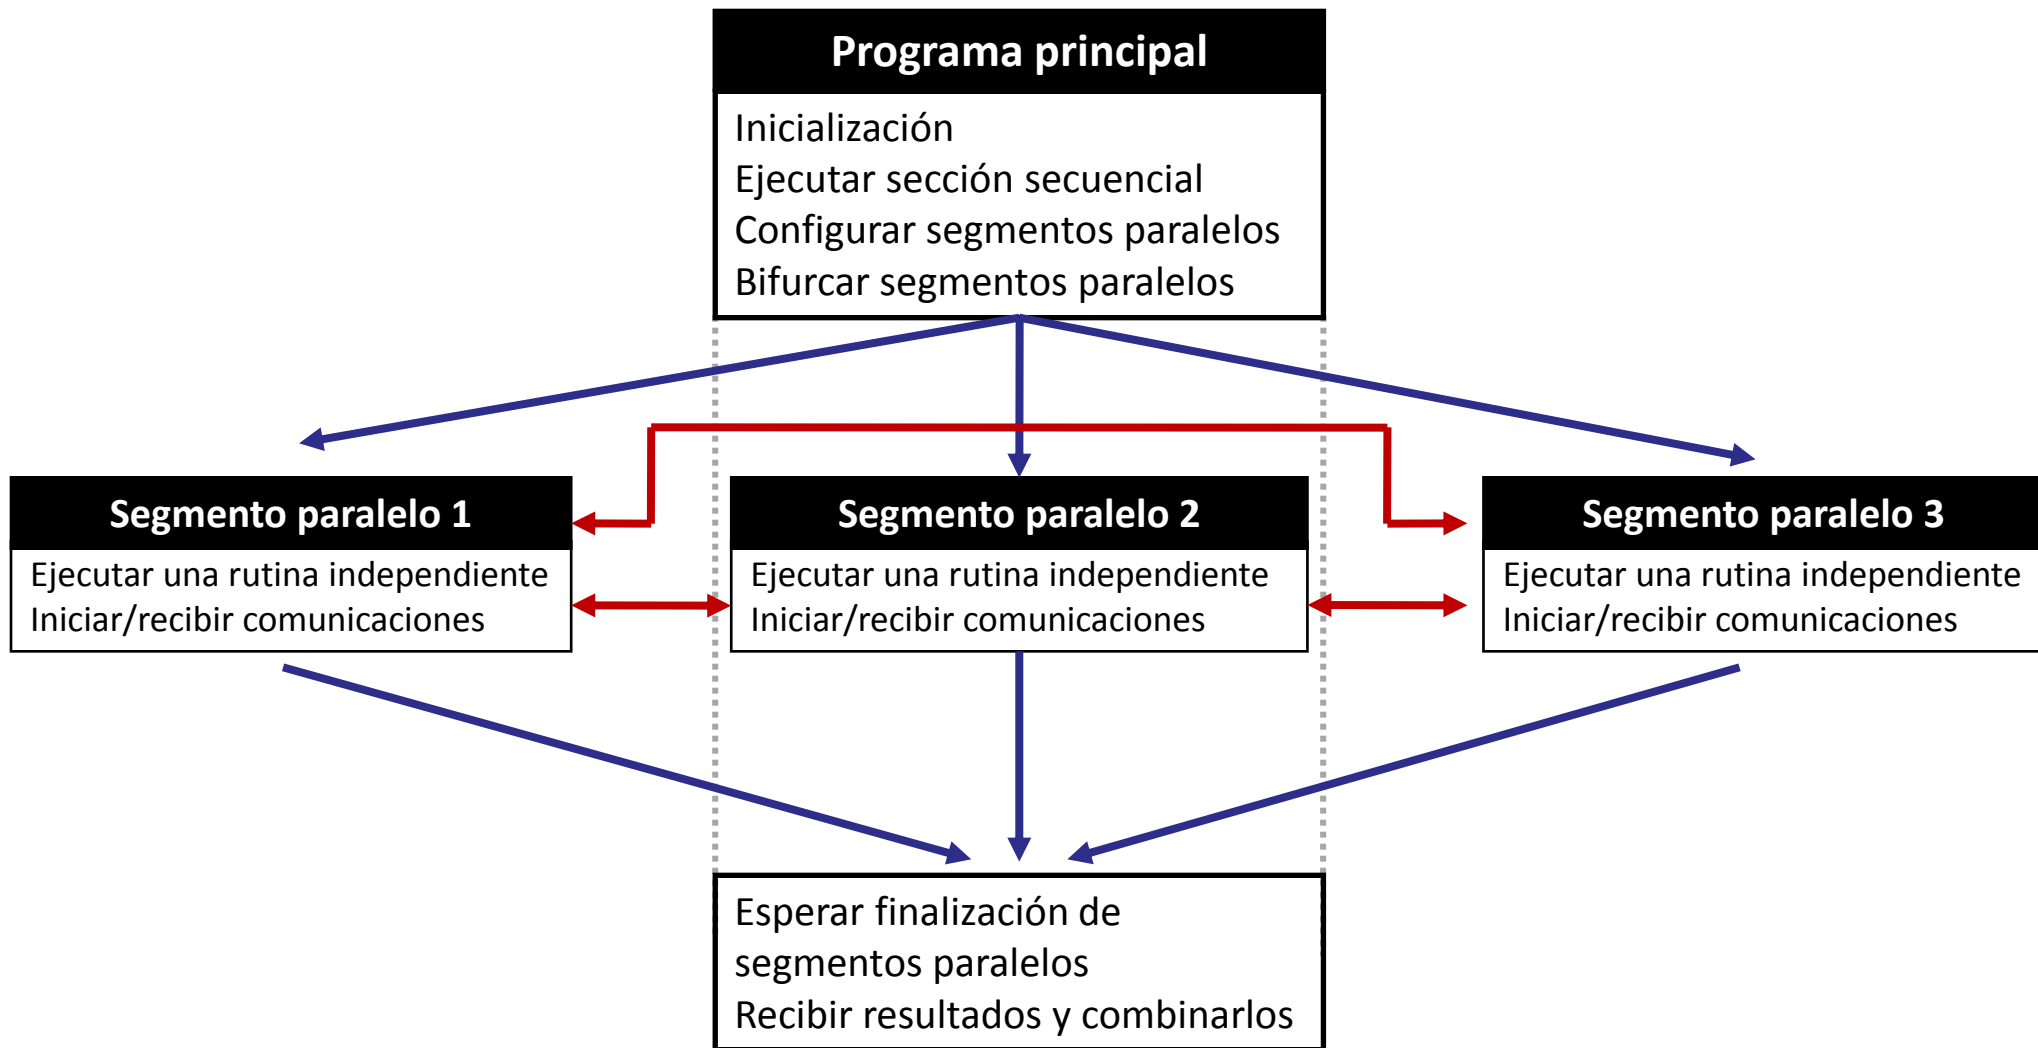 Programa principal
Inicialización
Ejecutar sección secuencial
Configurar segmentos paralelos
Bifurcar segmentos paralelos
Segmento paralelo 1
Ejecutar una rutina independiente
Iniciar/recibir comunicaciones
Segmento paralelo 2
Ejecutar una rutina independiente
Iniciar/recibir comunicaciones
Segmento paralelo 3
Ejecutar una rutina independiente
Iniciar/recibir comunicaciones
Esperar finalización de
segmentos paralelos
Recibir resultados y combinarlos